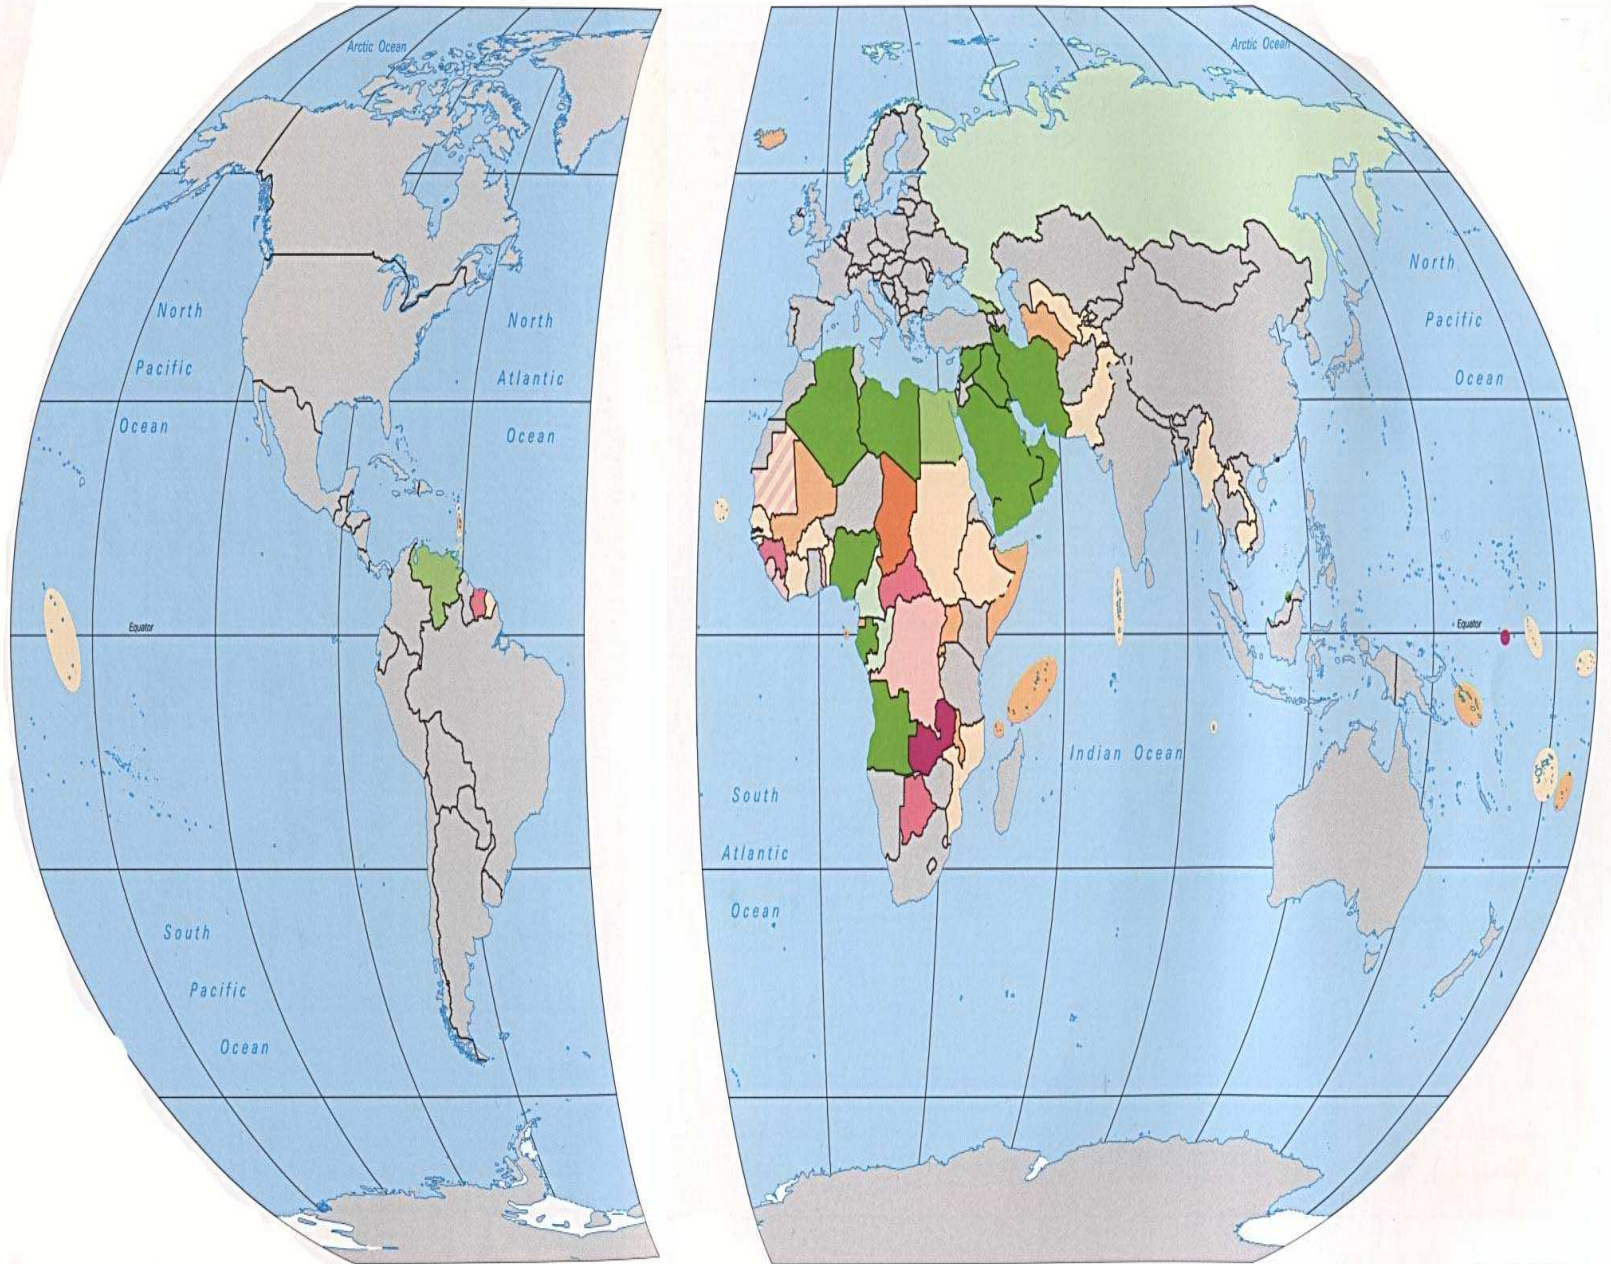 Arctic Ocean
Arctic Ocean
North
Pacific
Ocean
North
Atlantic
Ocean
North
Pacific
Ocean
Equator
Equator
Indian Ocean
South
Atlantic
Ocean
South
Pacific
Ocean